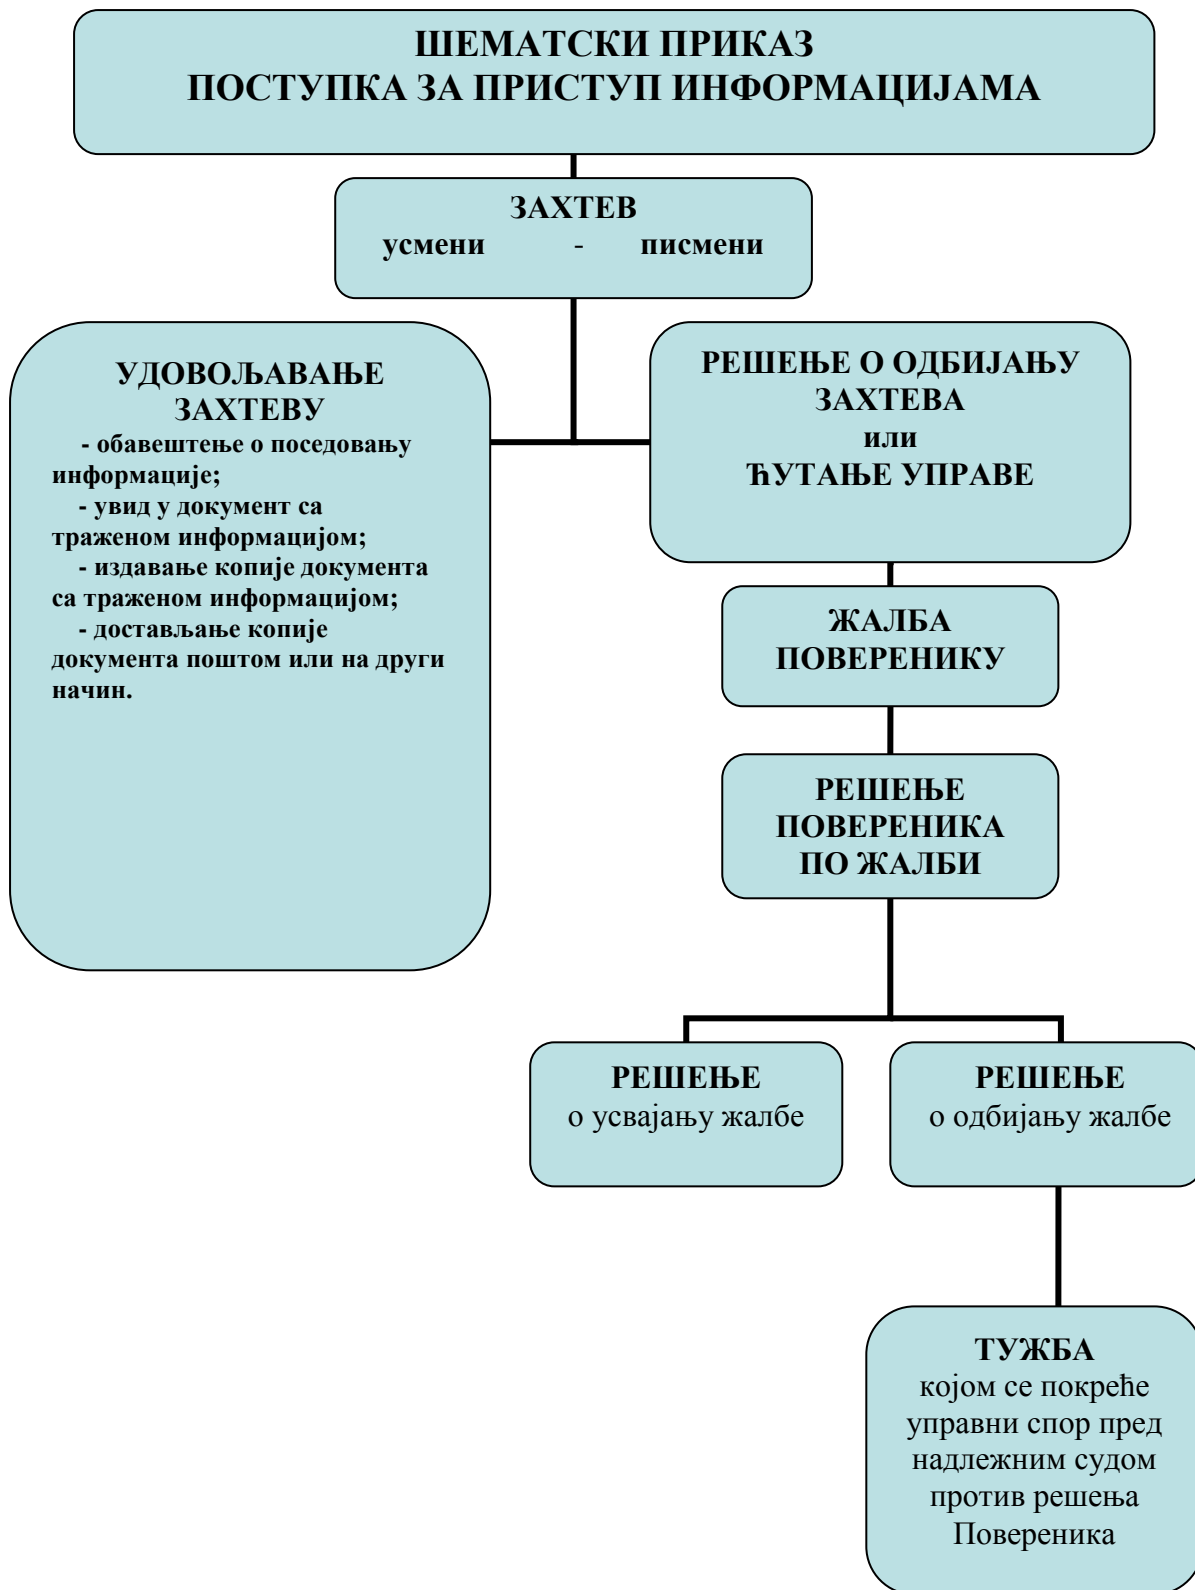 ШЕМАТСКИ ПРИКАЗ
ПОСТУПКА ЗА ПРИСТУП ИНФОРМАЦИЈАМА
ЗАХТЕВ
усмени - писмени
УДОВОЉАВАЊЕ
ЗАХТЕВУ
- обавештење о поседовању
информације;
- увид у документ са
траженом информацијом;
- издавање копије документа
са траженом информацијом;
- достављање копије
документа поштом или на други
начин.
РЕШЕЊЕ О ОДБИЈАЊУ
ЗАХТЕВА
или
ЋУТАЊЕ УПРАВЕ
ЖАЛБА
ПОВЕРЕНИКУ
РЕШЕЊЕ
ПОВЕРЕНИКА
ПО ЖАЛБИ
РЕШЕЊЕ
о усвајању жалбе
РЕШЕЊЕ
о одбијању жалбе
ТУЖБА
којом се покреће
управни спор пред
надлежним судом
против решења
Повереника